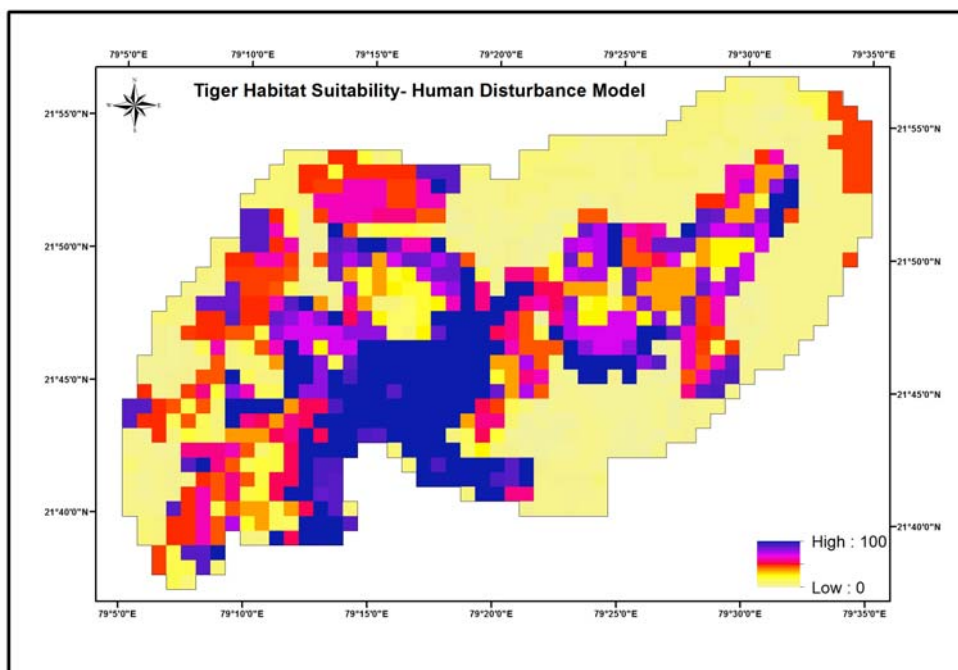 79°5'0"E 79°10'0"E 79°15'0"E 79°20'0"E 79°25'0"E 79°30'0"E 79°35'0"E
Tiger Habitat Suitability- Human Disturbance Model
N
W E
S
21°55'0"N 21°55'0"N
21°50'0"N 21°50'0"N
21°45'0"N 21°45'0"N
21°40'0"N 21°40'0"N
High : 100
Low : 0
79°5'0"E 79°10'0"E 79°15'0"E 79°20'0"E 79°25'0"E 79°30'0"E 79°35'0"E